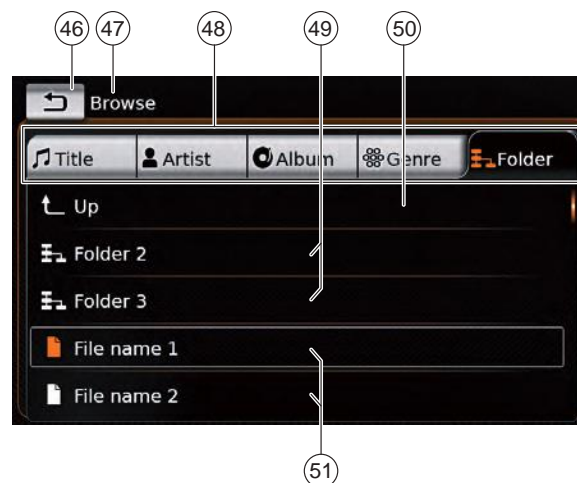 46 47 48 49 50
Browse
Title Artist Album Genre Folder
Up
Folder 2
Folder 3
File name 1
File name 2
51